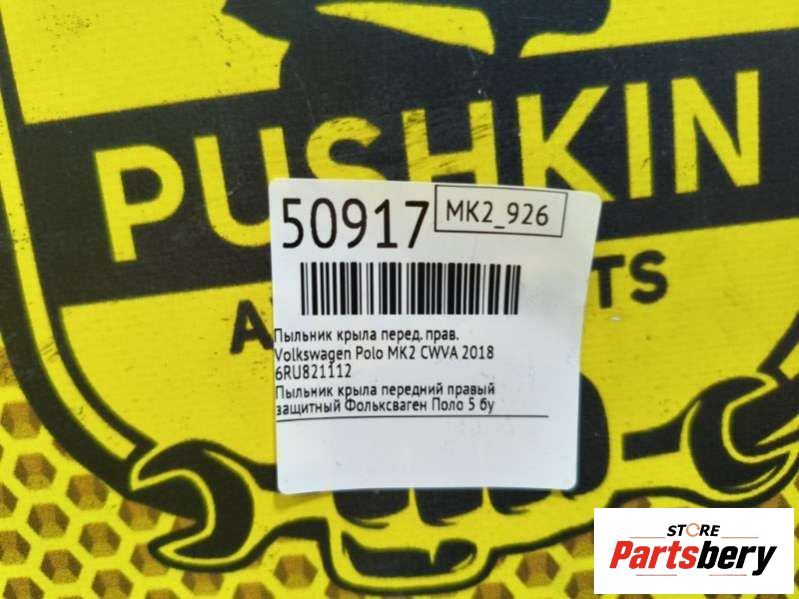 PUSHKIN
A TS
50917
MK2_926
Пыльник крыла перед. прав.
Volkswagen Polo MK2 CWVA 2018
6RU821112
Пыльник крыла передний правый
защитный Фольксваген Поло 5 бу
STORE
Partsbery